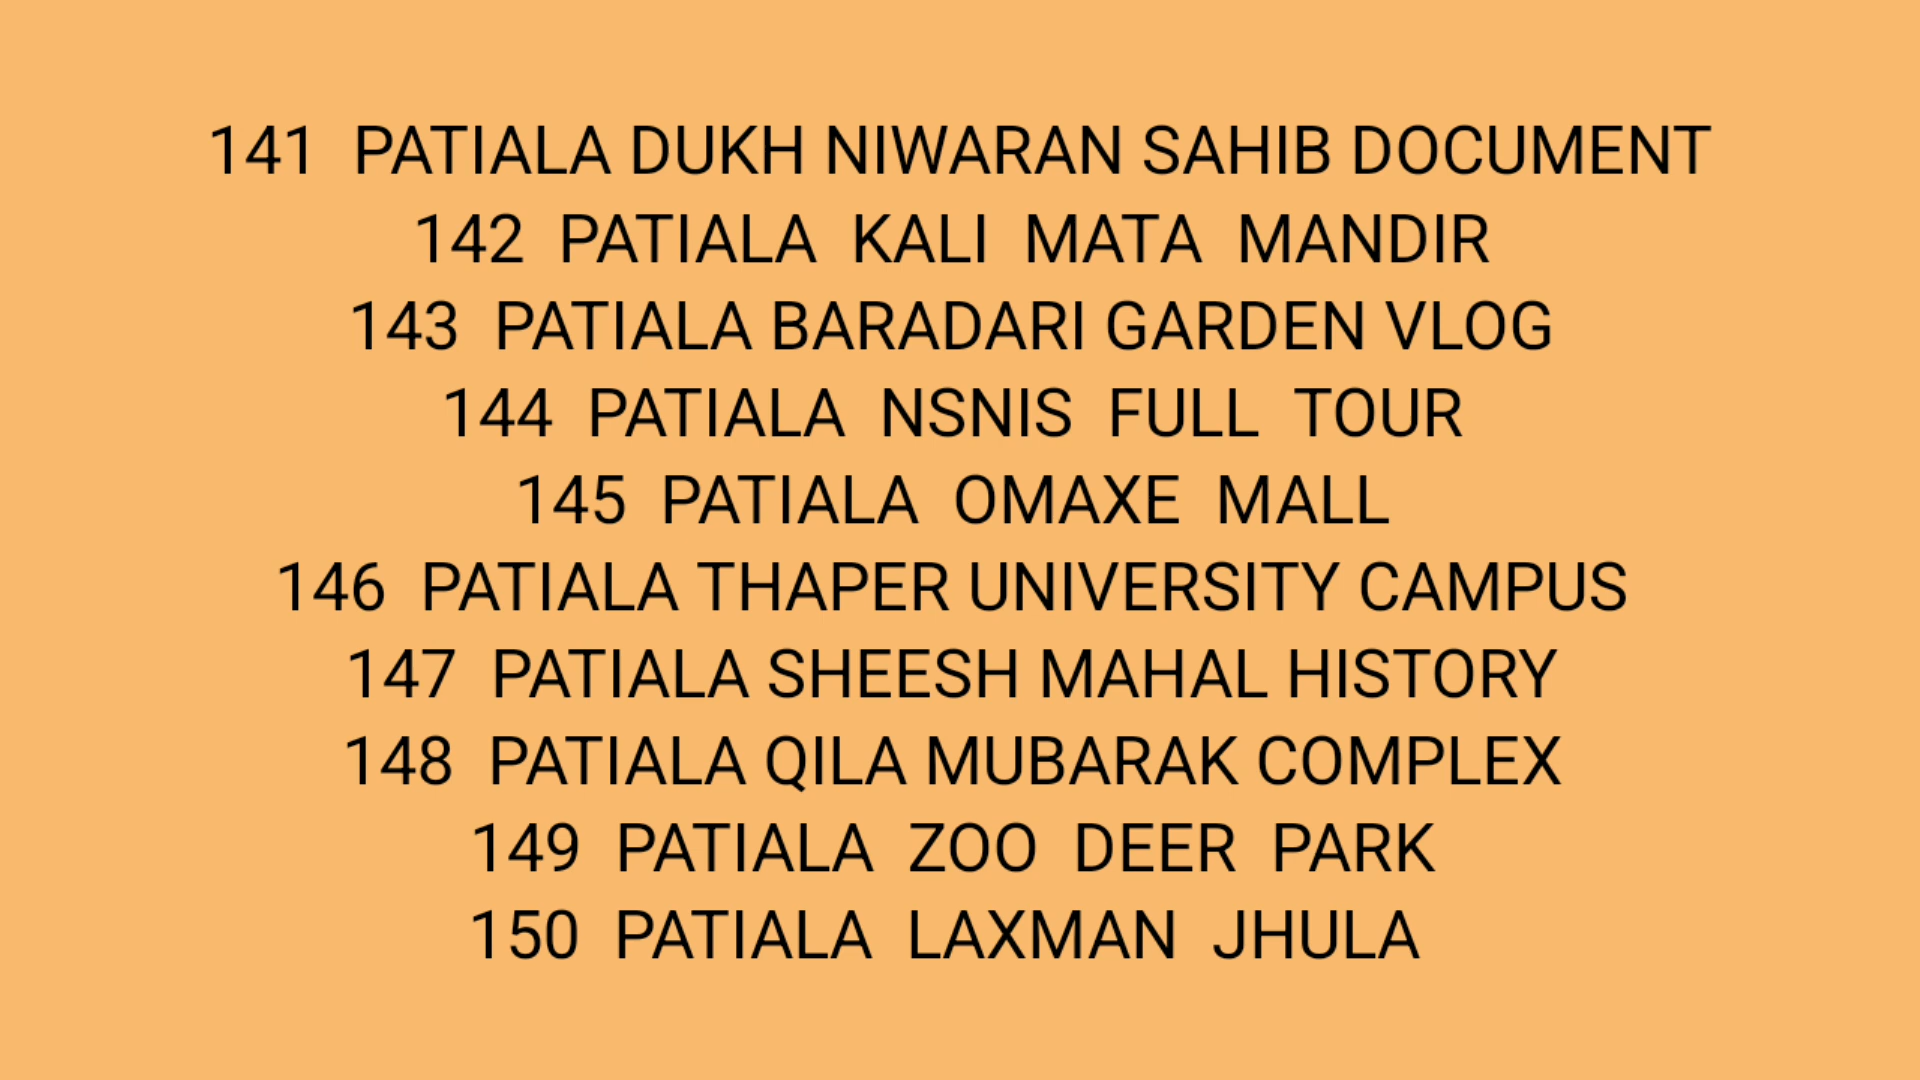 141 PATIALA DUKH NIWARAN SAHIB DOCUMENT
142 PATIALA KALI MATA MANDIR
143 PATIALA BARADARI GARDEN VLOG
144 PATIALA NSNIS FULL TOUR
145 PATIALA OMAXE MALL
146 PATIALA THAPER UNIVERSITY CAMPUS
147 PATIALA SHEESH MAHAL HISTORY
148 PATIALA QILA MUBARAK COMPLEX
149 PATIALA ZOO DEER PARK
150 PATIALA LAXMAN JHULA